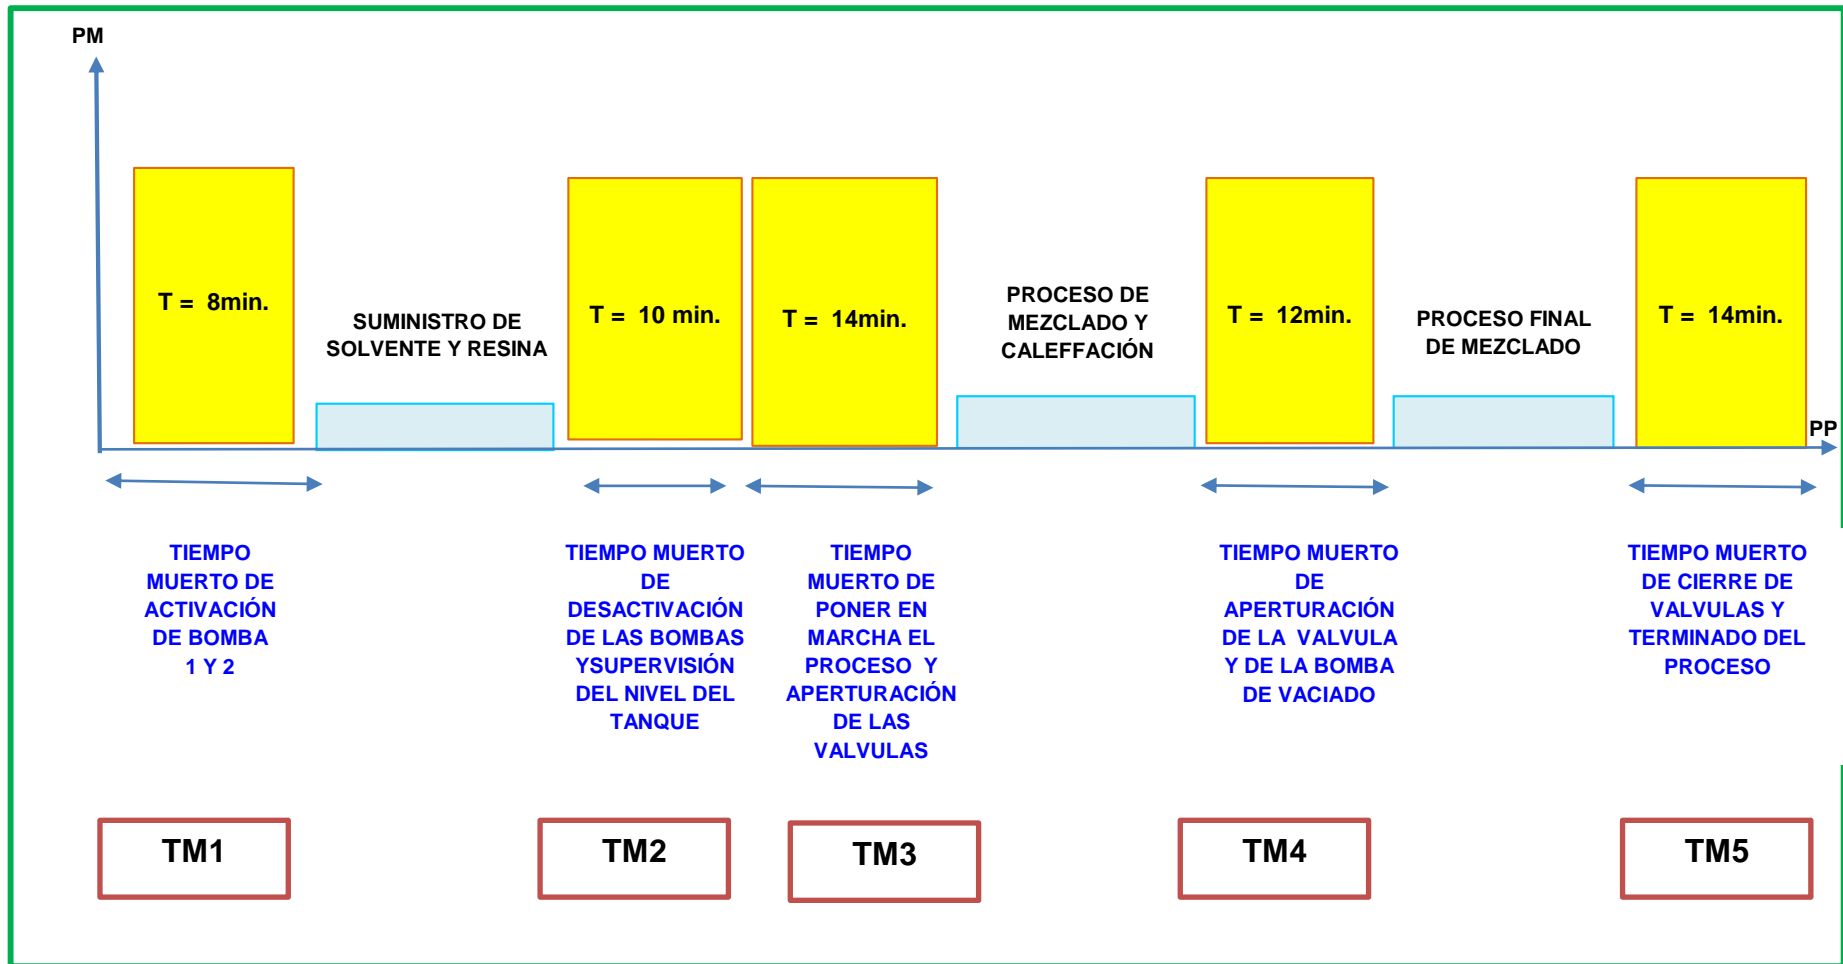 PM
T =  8min.
SUMINISTRO DE
SOLVENTE Y RESINA
T =  10 min.
T =  14min.
PROCESO DE
MEZCLADO Y
CALEFFACIÓN
T =  12min.
PROCESO FINAL
DE MEZCLADO
T =  14min.
PP
TIEMPO
MUERTO DE
ACTIVACIÓN
DE BOMBA
1 Y 2
TIEMPO MUERTO
DE
DESACTIVACIÓN
DE LAS BOMBAS
YSUPERVISIÓN
DEL NIVEL DEL
TANQUE
TIEMPO
MUERTO DE
PONER EN
MARCHA EL
PROCESO  Y
APERTURACIÓN
DE LAS
VALVULAS
TIEMPO MUERTO
DE
APERTURACIÓN
DE LA  VALVULA
Y DE LA BOMBA
DE VACIADO
TIEMPO MUERTO
DE CIERRE DE
VALVULAS Y
TERMINADO DEL
PROCESO
TM1
TM2
TM3
TM4
TM5